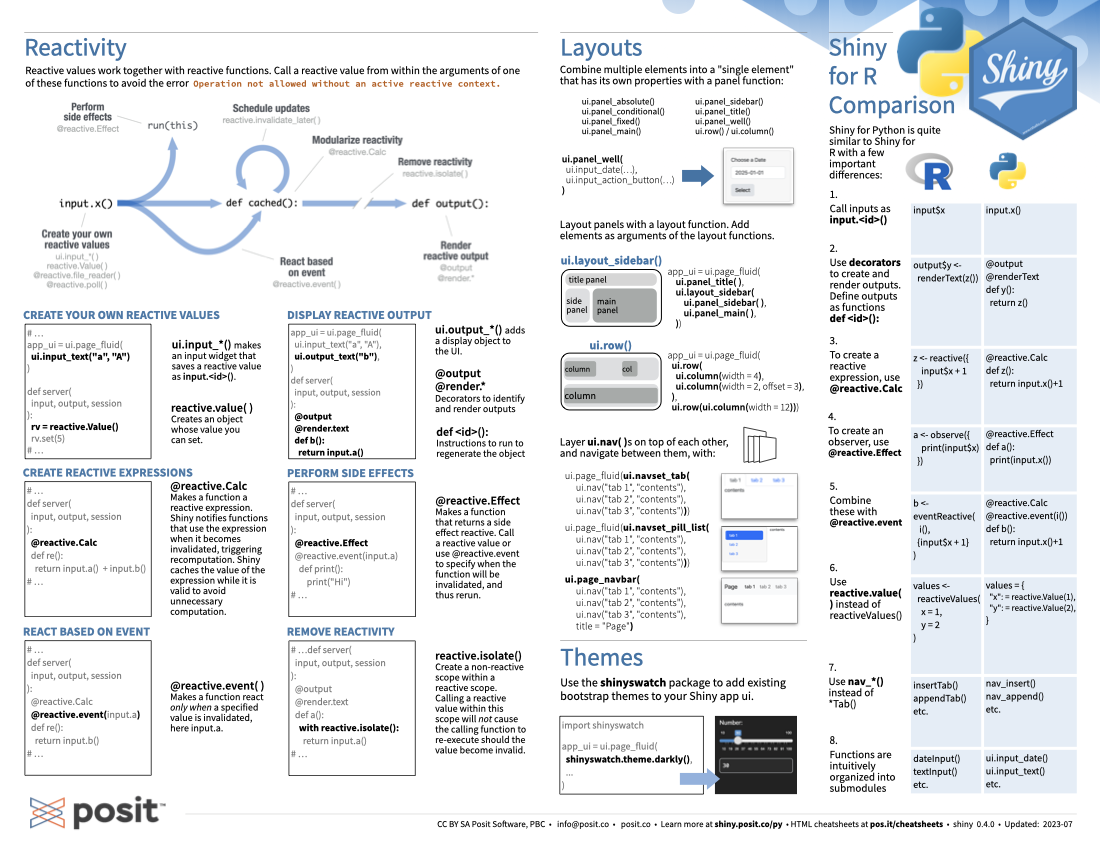 Reactivity
Reactive values work together with reactive functions. Call a reactive value from within the arguments of one
of these functions to avoid the error Operation not allowed without an active reactive context.
Perform
side effects
@reactive.Effect
run(this)
Schedule updates
reactive.invalidate_later()
Modularize reactivity
@reactive.Calc
Remove reactivity
reactive.isolate()
input.x()
def cached():
def output():
Create your own
reactive values
ui.input_*()
reactive.Value()
@reactive.file_reader()
@reactive.poll()
React based
on event
@reactive.event()
Render
reactive output
@output
@render.*
CREATE YOUR OWN REACTIVE VALUES
# …
app_ui = ui.page_fluid(
ui.input_text("a", "A")
)
def server(
input, output, session
):
rv = reactive.Value()
rv.set(5)
# …
ui.input_*() makes
an input widget that
saves a reactive value
as input.<id>().
reactive.value( )
Creates an object
whose value you
can set.
DISPLAY REACTIVE OUTPUT
app_ui = ui.page_fluid(
ui.input_text("a", "A"),
ui.output_text("b"),
)
def server(
input, output, session
):
@output
@render.text
def b():
return input.a()
ui.output_*() adds
a display object to
the UI.
@output
@render.*
Decorators to identify
and render outputs
def <id>():
Instructions to run to
regenerate the object
CREATE REACTIVE EXPRESSIONS
# …
def server(
input, output, session
):
@reactive.Calc
def re():
return input.a() + input.b()
# …
@reactive.Calc
Makes a function a
reactive expression.
Shiny notifies functions
that use the expression
when it becomes
invalidated, triggering
recomputation. Shiny
caches the value of the
expression while it is
valid to avoid
unnecessary
computation.
PERFORM SIDE EFFECTS
# …
def server(
input, output, session
):
@reactive.Effect
@reactive.event(input.a)
def print():
print("Hi")
# …
@reactive.Effect
Makes a function
that returns a side
effect reactive. Call
a reactive value or
use @reactive.event
to specify when the
function will be
invalidated, and
thus rerun.
REACT BASED ON EVENT
# …
def server(
input, output, session
):
@reactive.Calc
@reactive.event(input.a)
def re():
return input.b()
# …
@reactive.event( )
Makes a function react
only when a specified
value is invalidated,
here input.a.
REMOVE REACTIVITY
# …def server(
input, output, session
):
@output
@render.text
def a():
with reactive.isolate():
return input.a()
# …
reactive.isolate()
Create a non-reactive
scope within a
reactive scope.
Calling a reactive
value within this
scope will not cause
the calling function to
re-execute should the
value become invalid.
Layouts
Combine multiple elements into a "single element"
that has its own properties with a panel function:
ui.panel_absolute()
ui.panel_conditional()
ui.panel_fixed()
ui.panel_main()
ui.panel_sidebar()
ui.panel_title()
ui.panel_well()
ui.row() / ui.column()
ui.panel_well(
ui.input_date(…),
ui.input_action_button(…)
)
Choose a Date
2025-01-01
Select
Layout panels with a layout function. Add
elements as arguments of the layout functions.
ui.layout_sidebar()
title panel
side
panel
main
panel
app_ui = ui.page_fluid(
ui.panel_title( ),
ui.layout_sidebar(
ui.panel_sidebar( ),
ui.panel_main( ),
))
ui.row()
column
col
column
app_ui = ui.page_fluid(
ui.row(
ui.column(width = 4),
ui.column(width = 2, offset = 3),
),
ui.row(ui.column(width = 12)))
Layer ui.nav( )s on top of each other,
and navigate between them, with:
ui.page_fluid(ui.navset_tab(
ui.nav("tab 1", "contents"),
ui.nav("tab 2", "contents"),
ui.nav("tab 3", "contents")))
tab 1 tab 2 tab 3
contents
ui.page_fluid(ui.navset_pill_list(
ui.nav("tab 1", "contents"),
ui.nav("tab 2", "contents"),
ui.nav("tab 3", "contents")))
tab 1
tab 2
tab 3
contents
ui.page_navbar(
ui.nav("tab 1", "contents"),
ui.nav("tab 2", "contents"),
ui.nav("tab 3", "contents"),
title = "Page")
Page tab 1 tab 2 tab 3
contents
Themes
Use the shinyswatch package to add existing
bootstrap themes to your Shiny app ui.
import shinyswatch
app_ui = ui.page_fluid(
shinyswatch.theme.darkly(),
…
)
Number:
30
Shiny
for R
Comparison
Shiny
Shiny for Python is quite
similar to Shiny for
R with a few
important
differences:
R
1.
Call inputs as
input.<id>()
input$x
input.x()
2.
Use decorators
to create and
render outputs.
Define outputs
as functions
def <id>():
output$y <-
renderText(z())
@output
@renderText
def y():
return z()
3.
To create a
reactive
expression, use
@reactive.Calc
z <- reactive({
input$x + 1
})
@reactive.Calc
def z():
return input.x()+1
4.
To create an
observer, use
@reactive.Effect
a <- observe({
print(input$x)
})
@reactive.Effect
def a():
print(input.x())
5.
Combine
these with
@reactive.event
b <-
eventReactive(
i(),
{input$x + 1}
)
@reactive.Calc
@reactive.event(i())
def b():
return input.x()+1
6.
Use
reactive.value(
) instead of
reactiveValues()
values <-
reactiveValues(
x = 1,
y = 2
)
values = {
"x": = reactive.Value(1),
"y": = reactive.Value(2),
}
7.
Use nav_*()
instead of
*Tab()
insertTab()
appendTab()
etc.
nav_insert()
nav_append()
etc.
8.
Functions are
intuitively
organized into
submodules
dateInput()
textInput()
etc.
ui.input_date()
ui.input_text()
etc.
posit™
CC BY SA Posit Software, PBC • info@posit.co • posit.co • Learn more at shiny.posit.co/py • HTML cheatsheets at pos.it/cheatsheets • shiny 0.4.0 • Updated: 2023-07